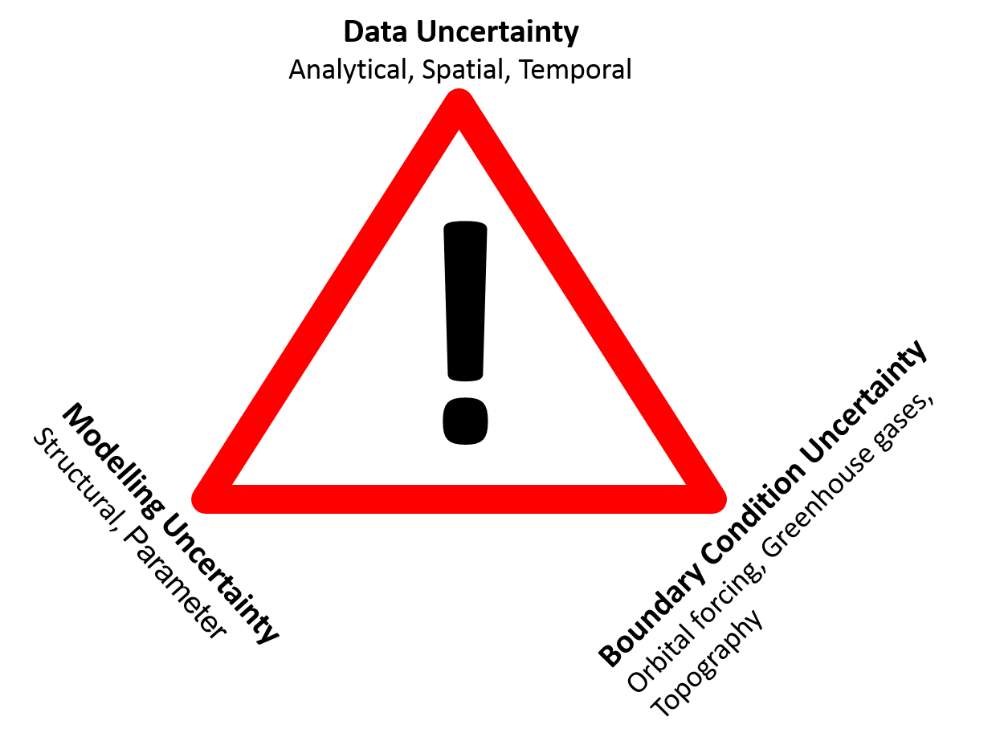 Data Uncertainty
Analytical, Spatial, Temporal
!
Modelling Uncertainty
Structural, Parameter
Boundary Condition Uncertainty
Orbital forcing, Greenhouse gases,
Topography